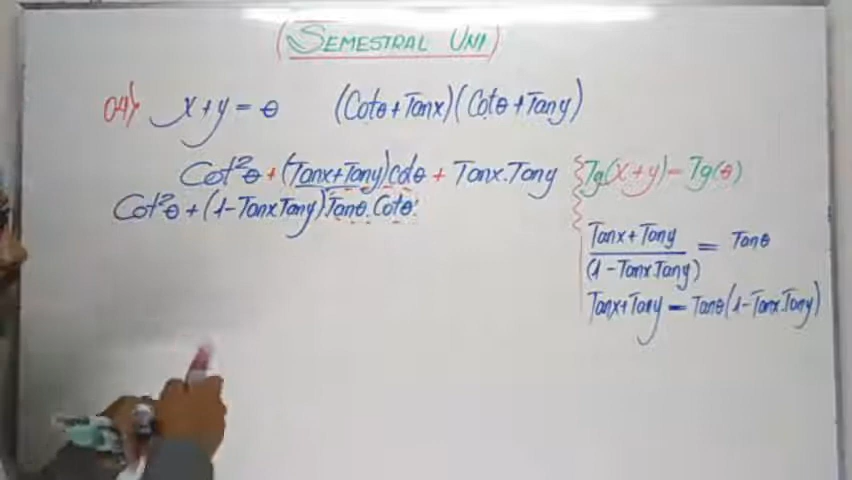 (SEMESTRAL UNI)
04) x+y = θ (Cotθ+Tanx)(Cotθ+Tany)
Cot²θ + (Tanx+Tany)Cotθ + Tanx.Tany
Cot²θ + (1-TanxTany)Tanθ.Cotθ
Tg(x+y) = Tg(θ)
Tanx+Tany = Tanθ
(1-Tanx.Tany)
Tanx+Tany = Tanθ(1-Tanx.Tany)